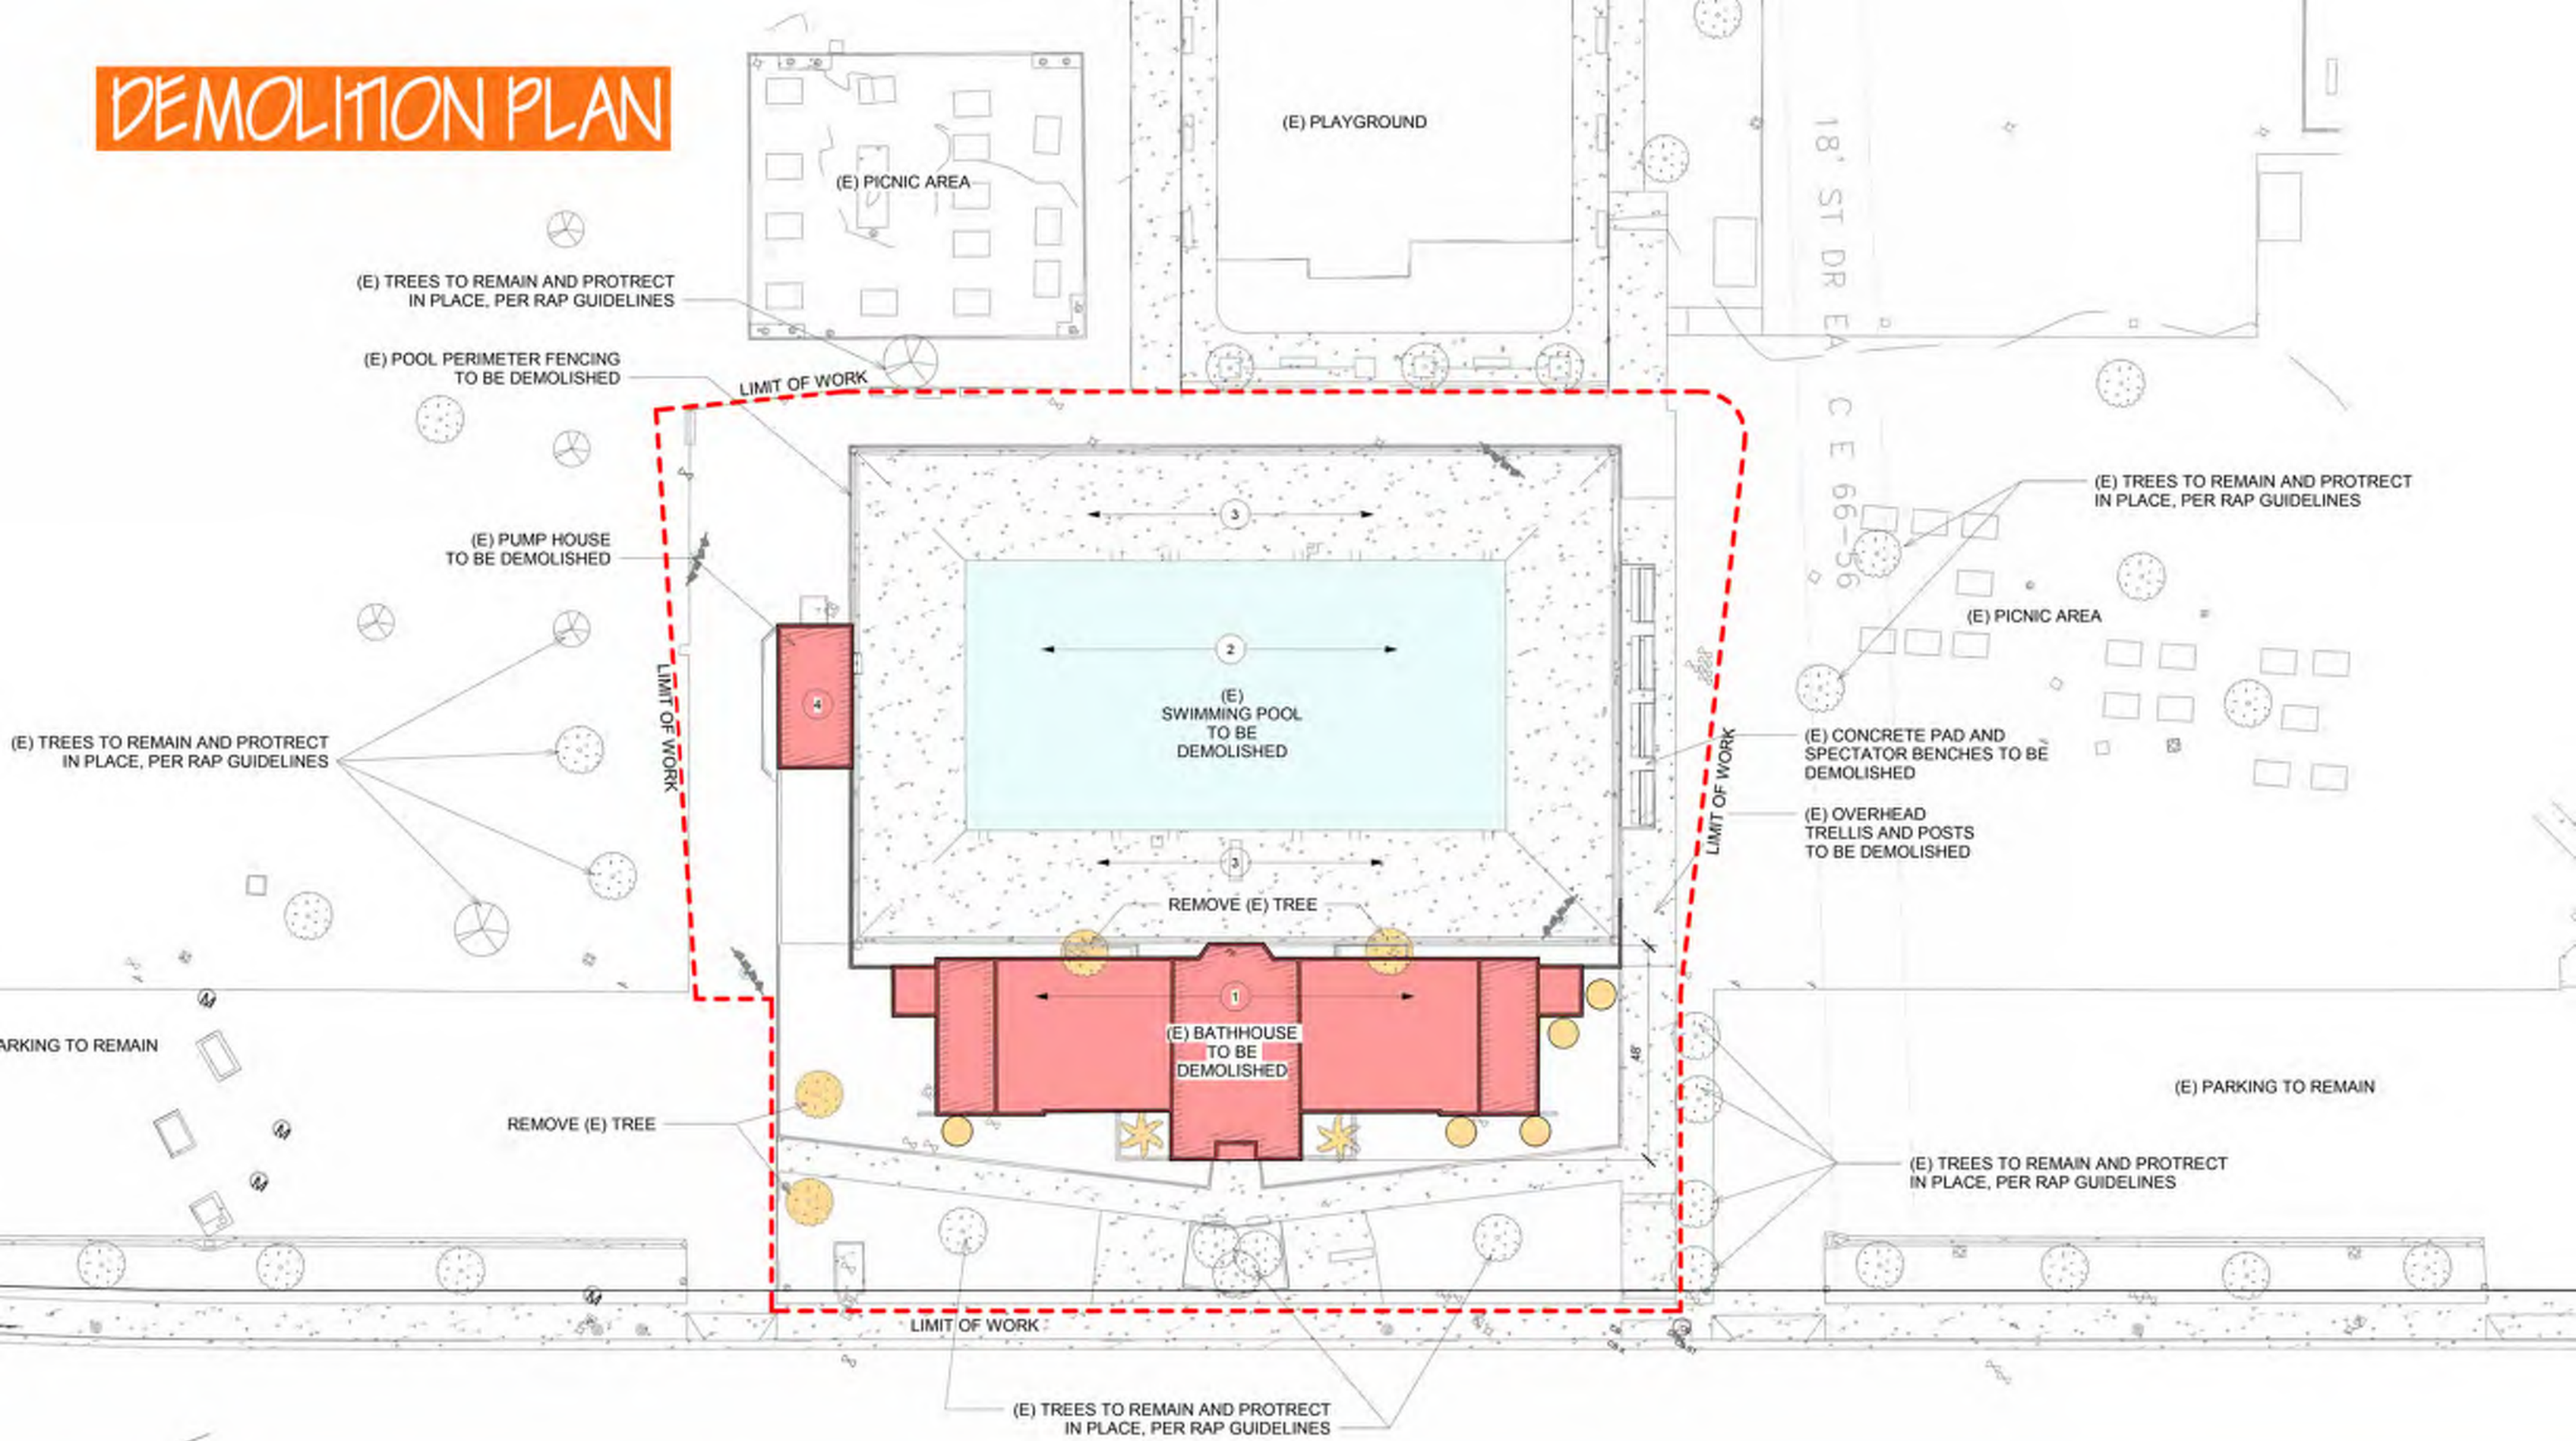 DEMOLITION PLAN
(E) PLAYGROUND
(E) PICNIC AREA
18' ST DR EA
C E 66-56
(E) TREES TO REMAIN AND PROTRECT
IN PLACE, PER RAP GUIDELINES
(E) POOL PERIMETER FENCING
TO BE DEMOLISHED
LIMIT OF WORK
(E) TREES TO REMAIN AND PROTRECT
IN PLACE, PER RAP GUIDELINES
3
(E) PUMP HOUSE
TO BE DEMOLISHED
(E) PICNIC AREA
2
(E)
SWIMMING POOL
TO BE
DEMOLISHED
4
LIMIT OF WORK
(E) TREES TO REMAIN AND PROTRECT
IN PLACE, PER RAP GUIDELINES
(E) CONCRETE PAD AND
SPECTATOR BENCHES TO BE
DEMOLISHED
LIMIT OF WORK
(E) OVERHEAD
TRELLIS AND POSTS
TO BE DEMOLISHED
3
REMOVE (E) TREE
1
(E) BATHHOUSE
TO BE
DEMOLISHED
48'
M
ARKING TO REMAIN
(E) PARKING TO REMAIN
M
REMOVE (E) TREE
M
(E) TREES TO REMAIN AND PROTRECT
IN PLACE, PER RAP GUIDELINES
M
LIMIT OF WORK
(E) TREES TO REMAIN AND PROTRECT
IN PLACE, PER RAP GUIDELINES